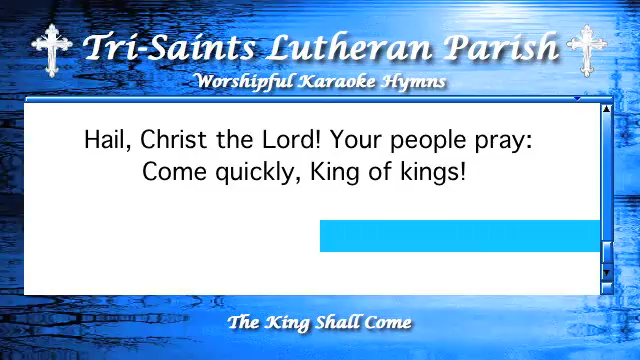 Tri-Saints Lutheran Parish
Worshipful Karaoke Hymns
Hail, Christ the Lord! Your people pray:
Come quickly, King of kings!
The King Shall Come